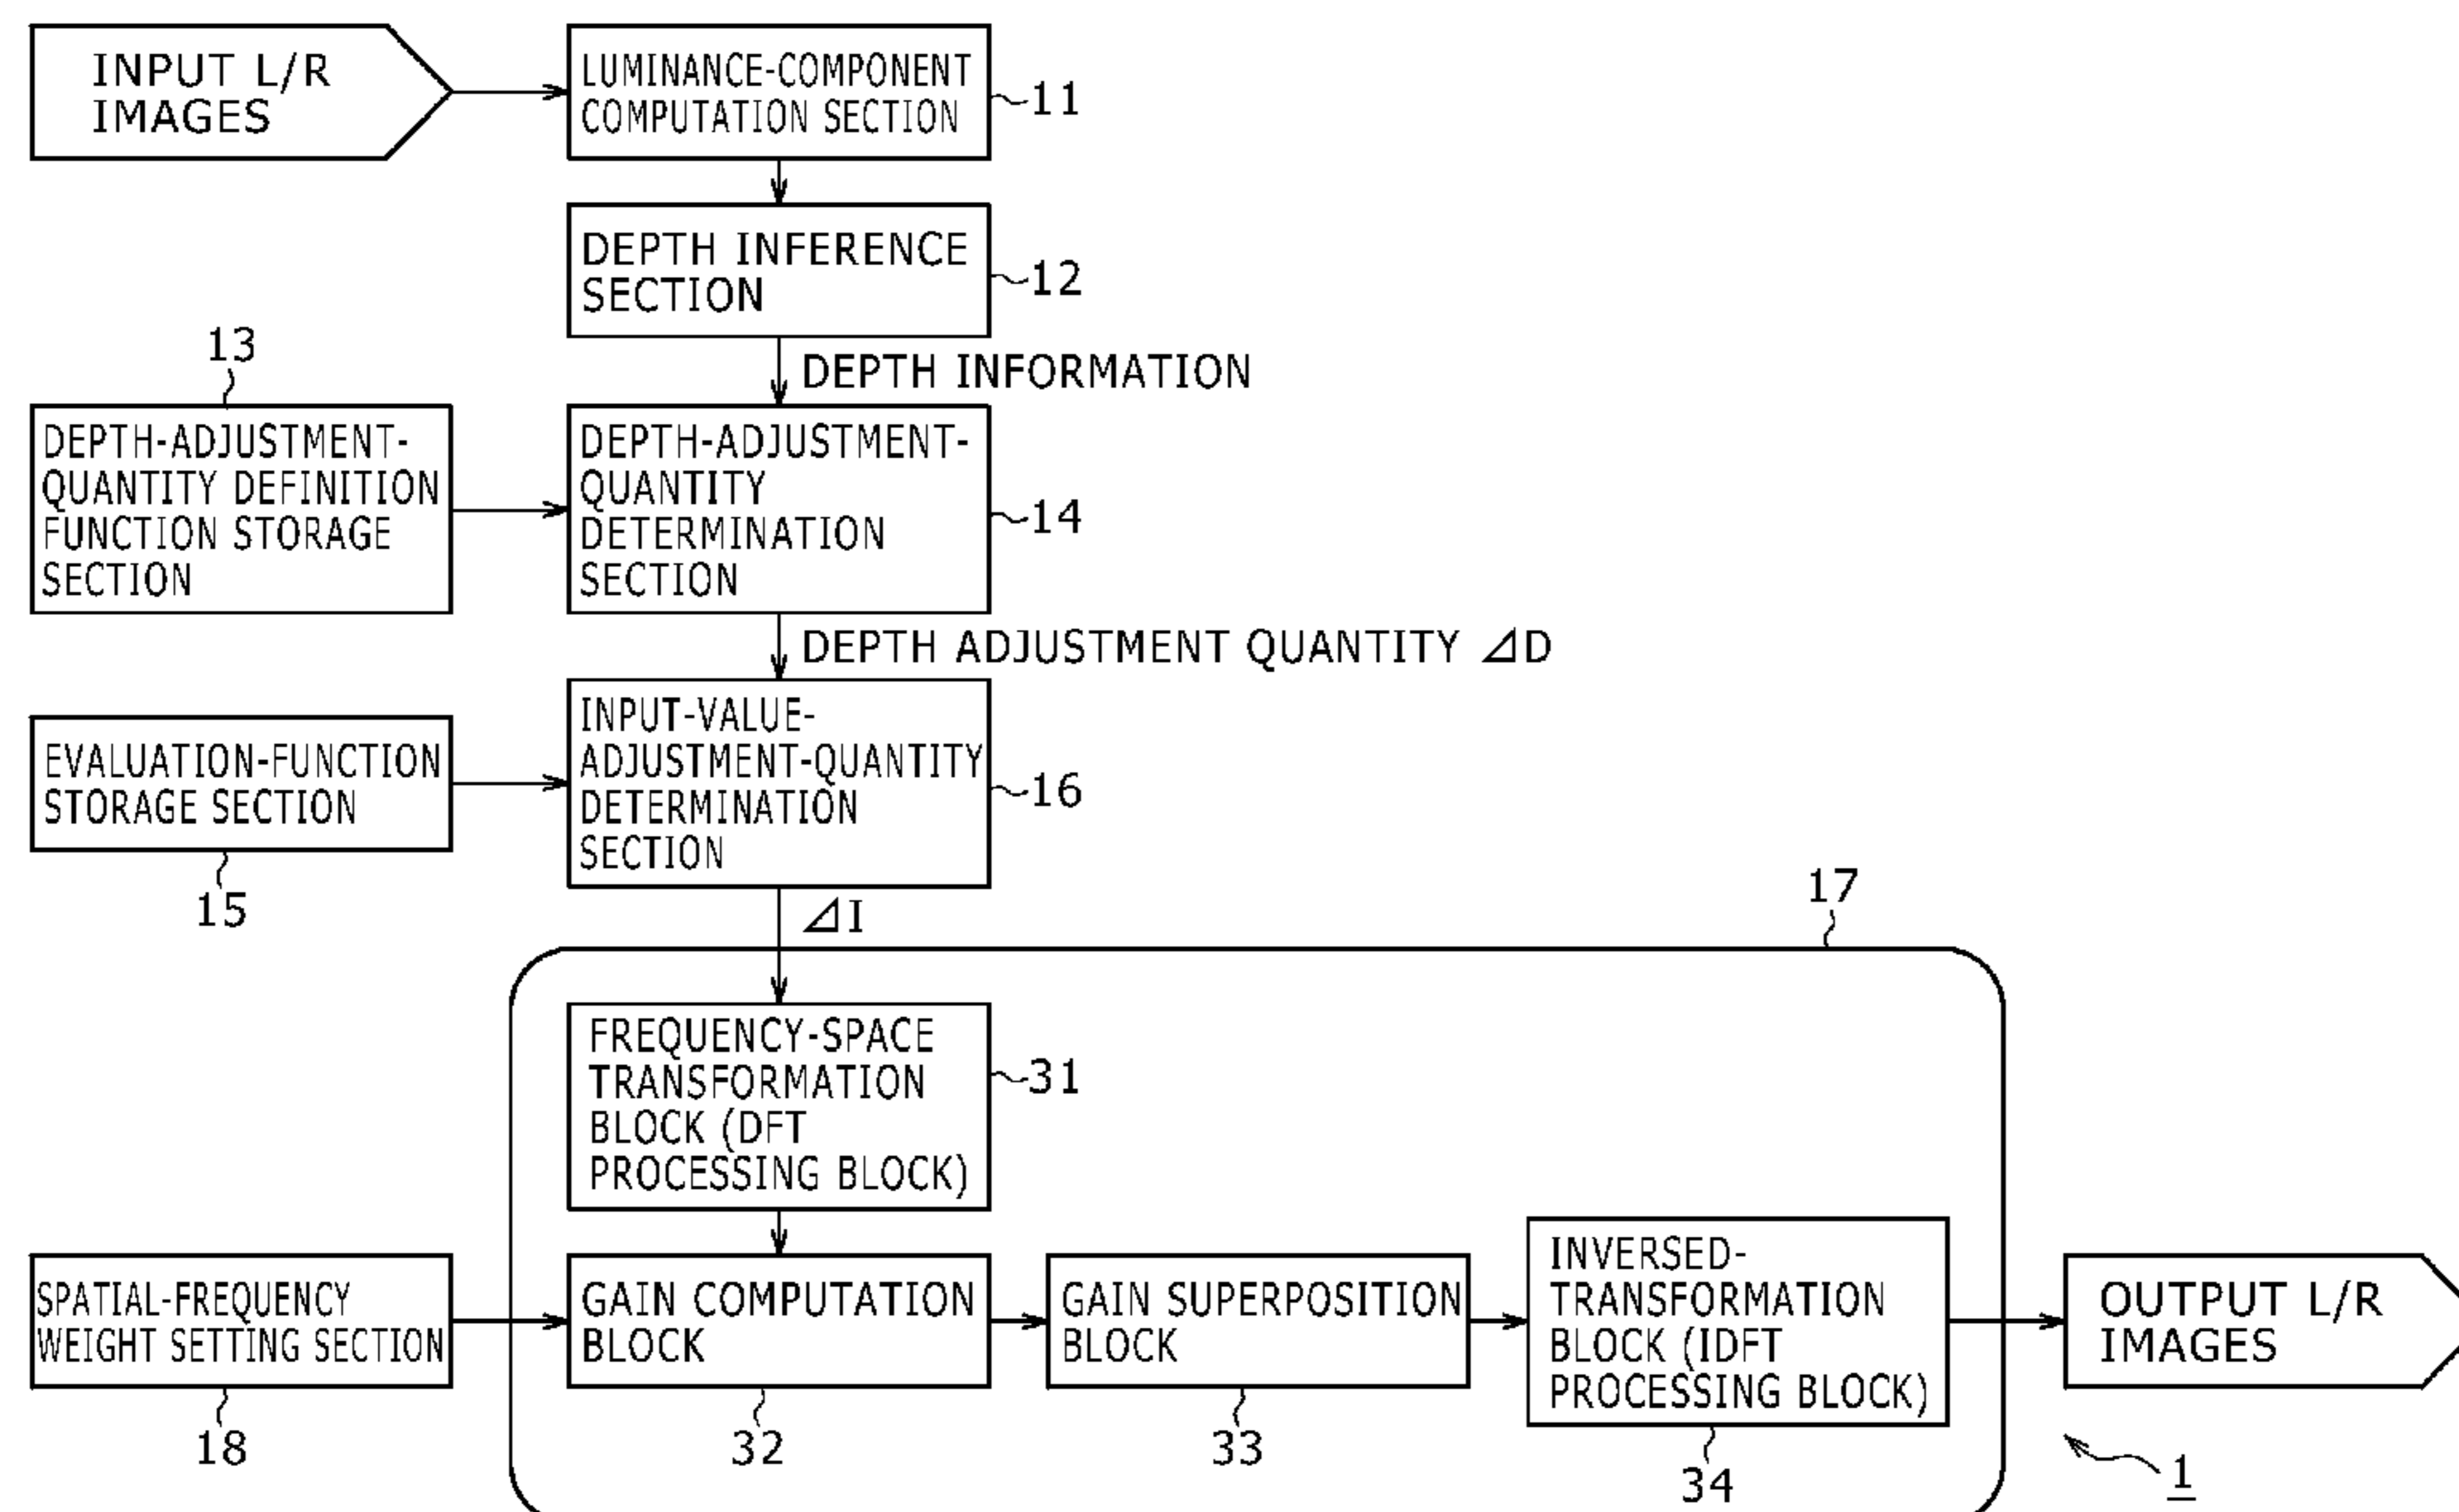 INPUT L/R
IMAGES
LUMINANCE-COMPONENT
COMPUTATION SECTION
11
DEPTH INFERENCE
SECTION
12
DEPTH INFORMATION
13
DEPTH-ADJUSTMENT-
QUANTITY DEFINITION
FUNCTION STORAGE
SECTION
DEPTH-ADJUSTMENT-
QUANTITY
DETERMINATION
SECTION
14
DEPTH ADJUSTMENT QUANTITY ⊿D
EVALUATION-FUNCTION
STORAGE SECTION
15
INPUT-VALUE-
ADJUSTMENT-QUANTITY
DETERMINATION
SECTION
16
⊿I
17
FREQUENCY-SPACE
TRANSFORMATION
BLOCK (DFT
PROCESSING BLOCK)
31
SPATIAL-FREQUENCY
WEIGHT SETTING SECTION
18
GAIN COMPUTATION
BLOCK
32
GAIN SUPERPOSITION
BLOCK
33
INVERSED-
TRANSFORMATION
BLOCK (IDFT
PROCESSING BLOCK)
34
OUTPUT L/R
IMAGES
1